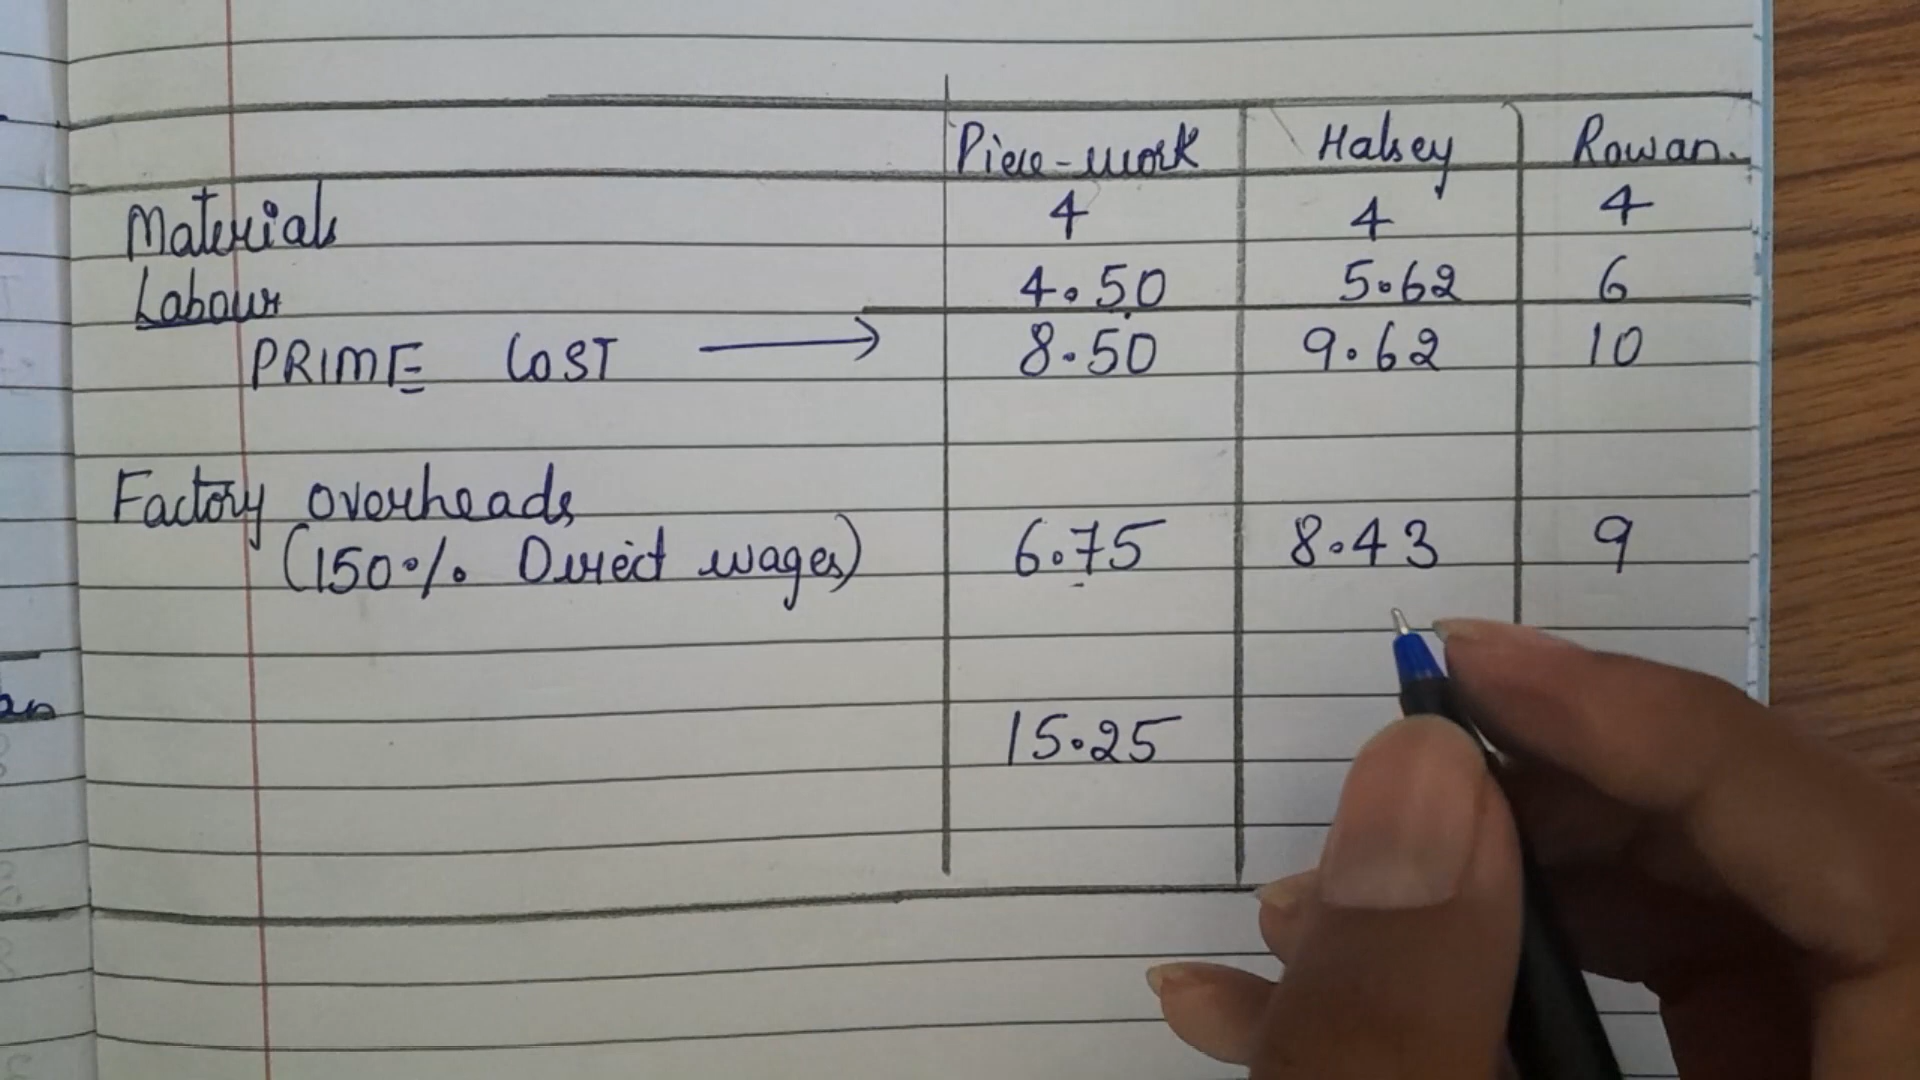 Piece-work Halsey Rowan.
Materials 4 4 4
Labour 4.50 5.62 6
PRIME COST → 8.50 9.62 10
Factory overheads
(150% Direct wages) 6.75 8.43 9
15.25